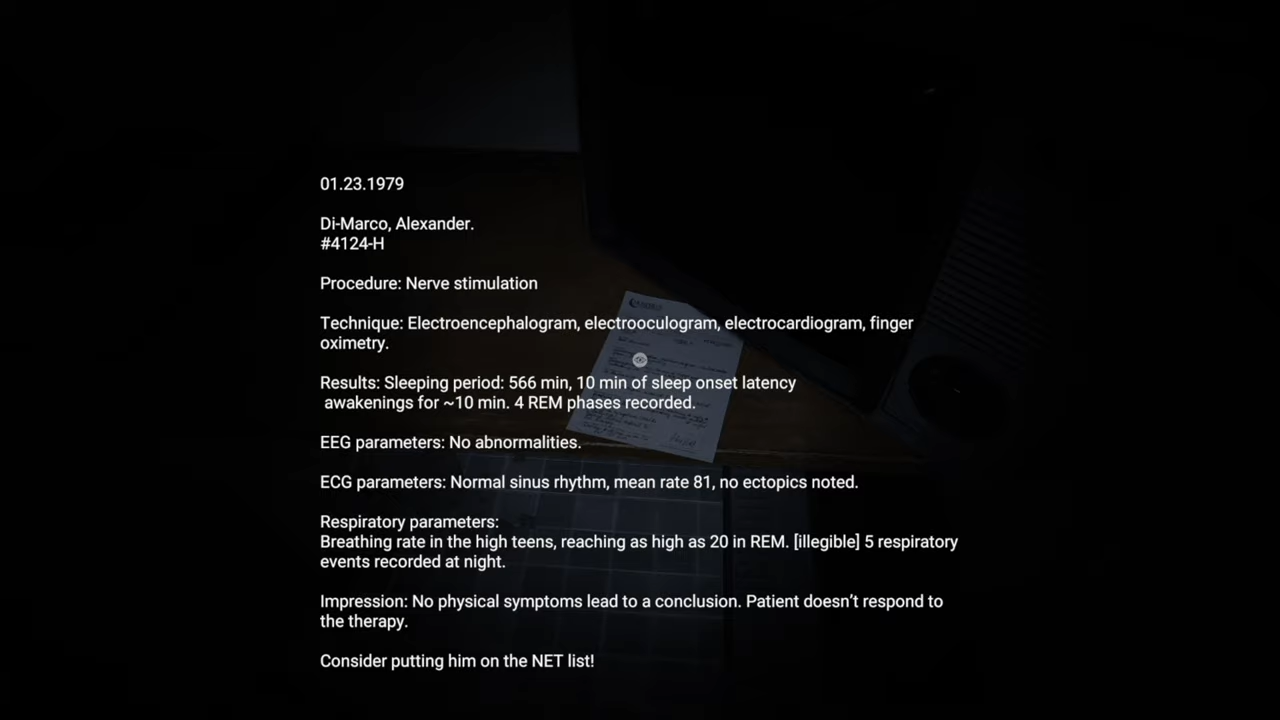 01.23.1979
Di-Marco, Alexander.
#4124-H
Procedure: Nerve stimulation
Technique: Electroencephalogram, electrooculogram, electrocardiogram, finger
oximetry.
Results: Sleeping period: 566 min, 10 min of sleep onset latency
awakenings for ~10 min. 4 REM phases recorded.
EEG parameters: No abnormalities.
ECG parameters: Normal sinus rhythm, mean rate 81, no ectopics noted.
Respiratory parameters:
Breathing rate in the high teens, reaching as high as 20 in REM. [illegible] 5 respiratory
events recorded at night.
Impression: No physical symptoms lead to a conclusion. Patient doesn’t respond to
the therapy.
Consider putting him on the NET list!